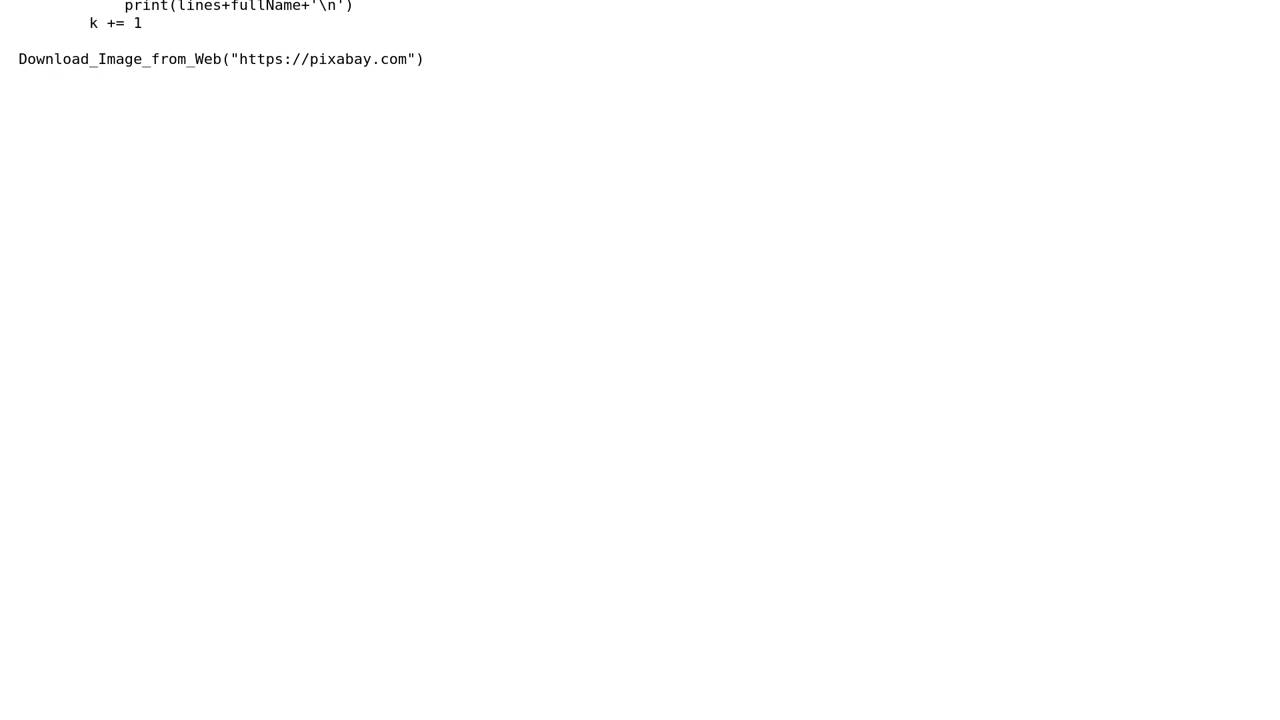 print(lines+fullName+'\n')
        k += 1

Download_Image_from_Web("https://pixabay.com")